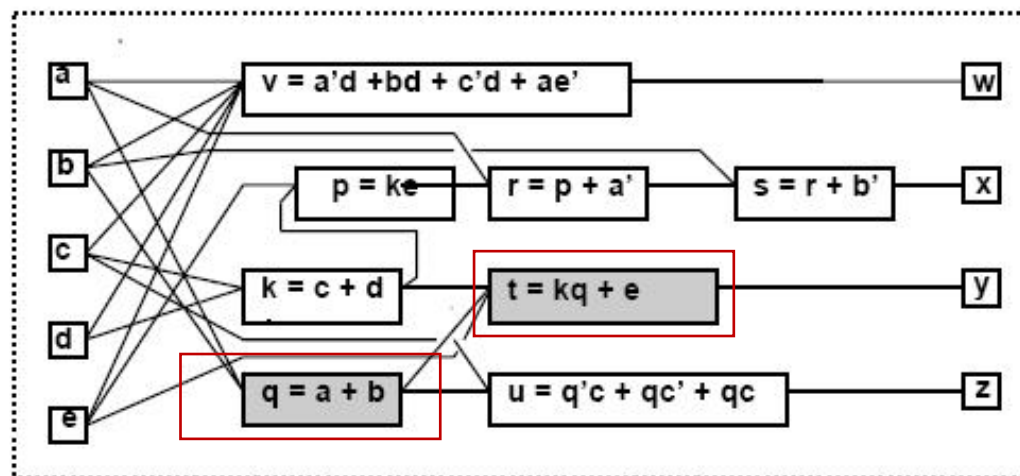 a
v = a’d +bd + c’d + ae’
w
b
p = ke
r = p + a’
s = r + b’
x
c
k = c + d
t = kq + e
y
d
q = a + b
u = q’c + qc’ + qc
z
e